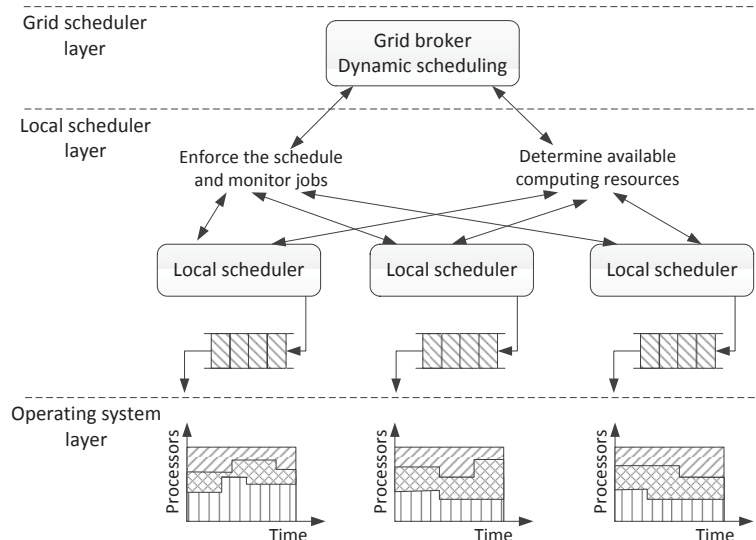 Grid scheduler
layer
Grid broker
Dynamic scheduling
Local scheduler
layer
Enforce the schedule
and monitor jobs
Determine available
computing resources
Local scheduler
Local scheduler
Local scheduler
Operating system
layer
Processors
Time
Processors
Time
Processors
Time